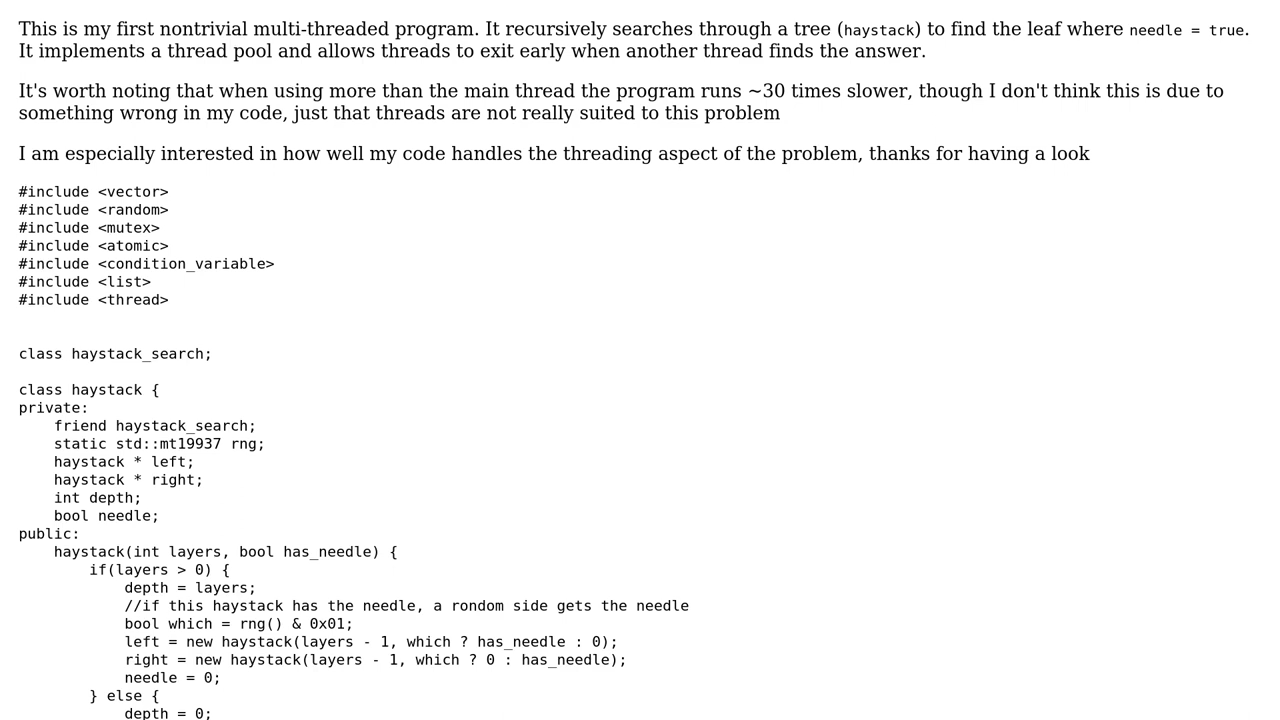 This is my first nontrivial multi-threaded program. It recursively searches through a tree (haystack) to find the leaf where needle = true.
It implements a thread pool and allows threads to exit early when another thread finds the answer.
It's worth noting that when using more than the main thread the program runs ~30 times slower, though I don't think this is due to
something wrong in my code, just that threads are not really suited to this problem
I am especially interested in how well my code handles the threading aspect of the problem, thanks for having a look
#include <vector>
#include <random>
#include <mutex>
#include <atomic>
#include <condition_variable>
#include <list>
#include <thread>
class haystack_search;
class haystack {
private:
    friend haystack_search;
    static std::mt19937 rng;
    haystack * left;
    haystack * right;
    int depth;
    bool needle;
public:
    haystack(int layers, bool has_needle) {
        if(layers > 0) {
            depth = layers;
            //if this haystack has the needle, a rondom side gets the needle
            bool which = rng() & 0x01;
            left = new haystack(layers - 1, which ? has_needle : 0);
            right = new haystack(layers - 1, which ? 0 : has_needle);
            needle = 0;
        } else {
            depth = 0;